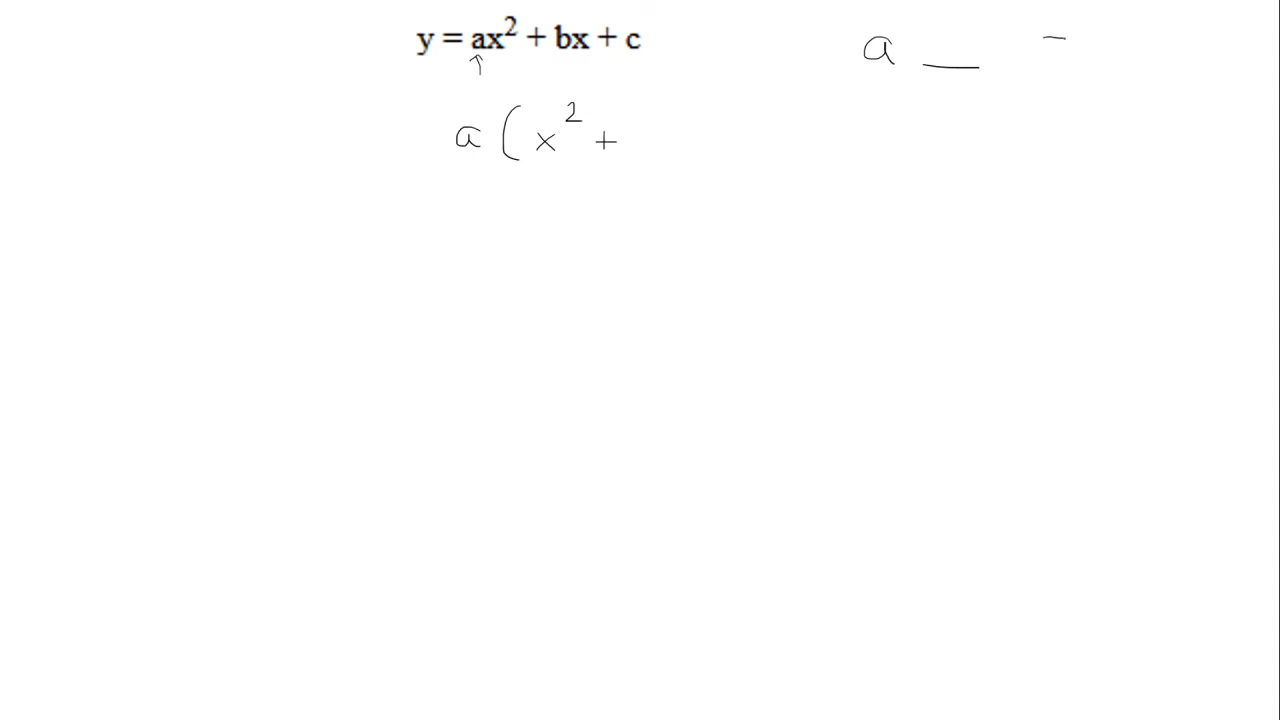 y = ax² + bx + c
a __ –
↑
a ( x² +